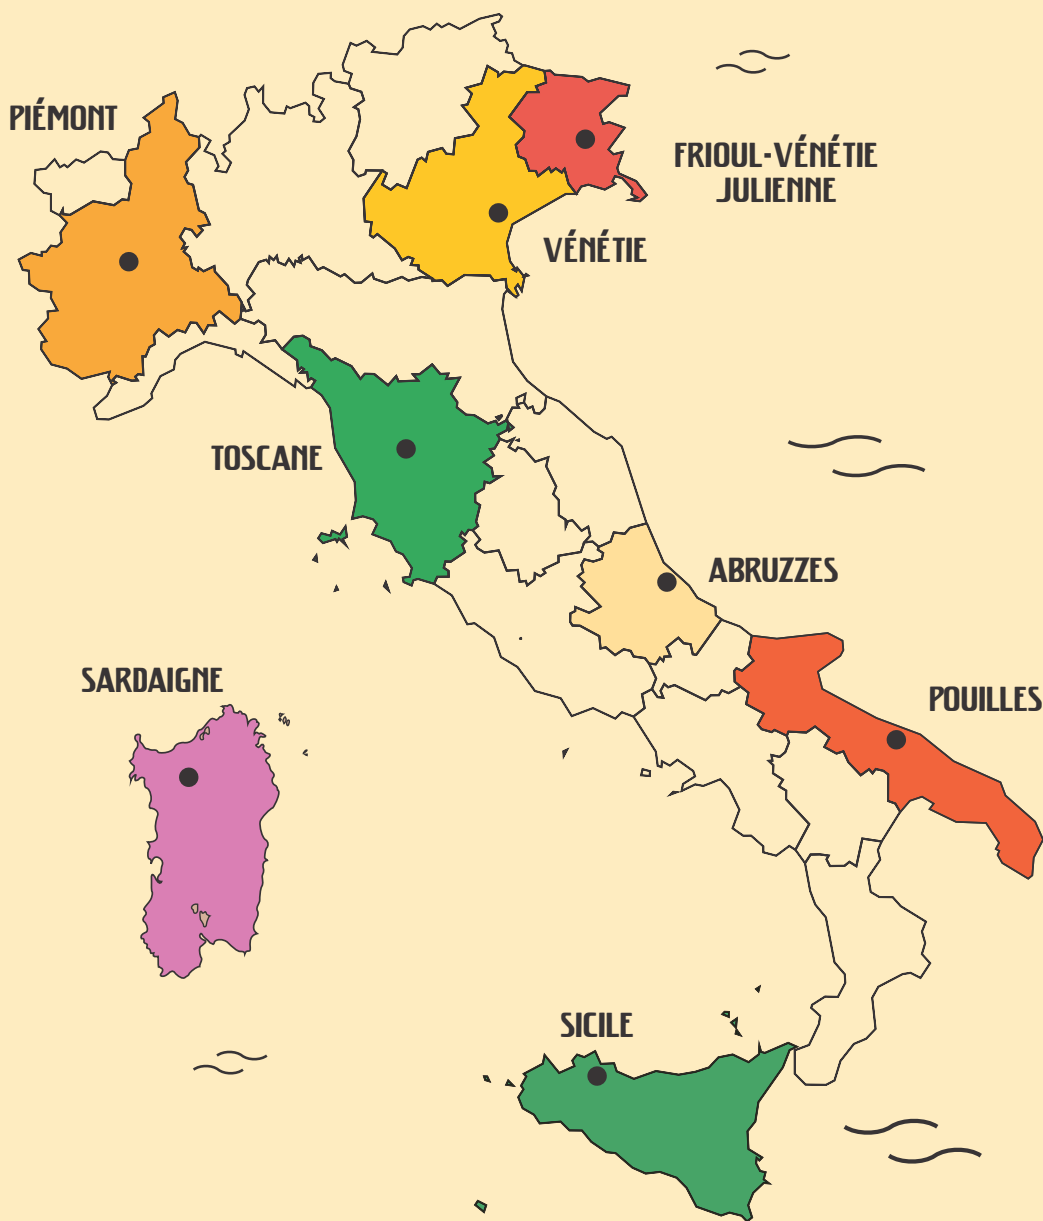 PIÉMONT
FRIOUL-VÉNÉTIE
JULIENNE
VÉNÉTIE
TOSCANE
ABRUZZES
SARDAIGNE
POUILLES
SICILE